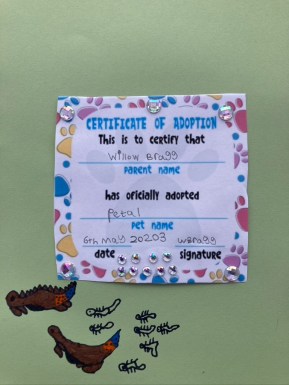 CERTIFICATE OF ADOPTION
This is to certify that
Willow Bragg
parent name
has oficially adopted
Petal
pet name
6th May 20203 WBragg
date signature